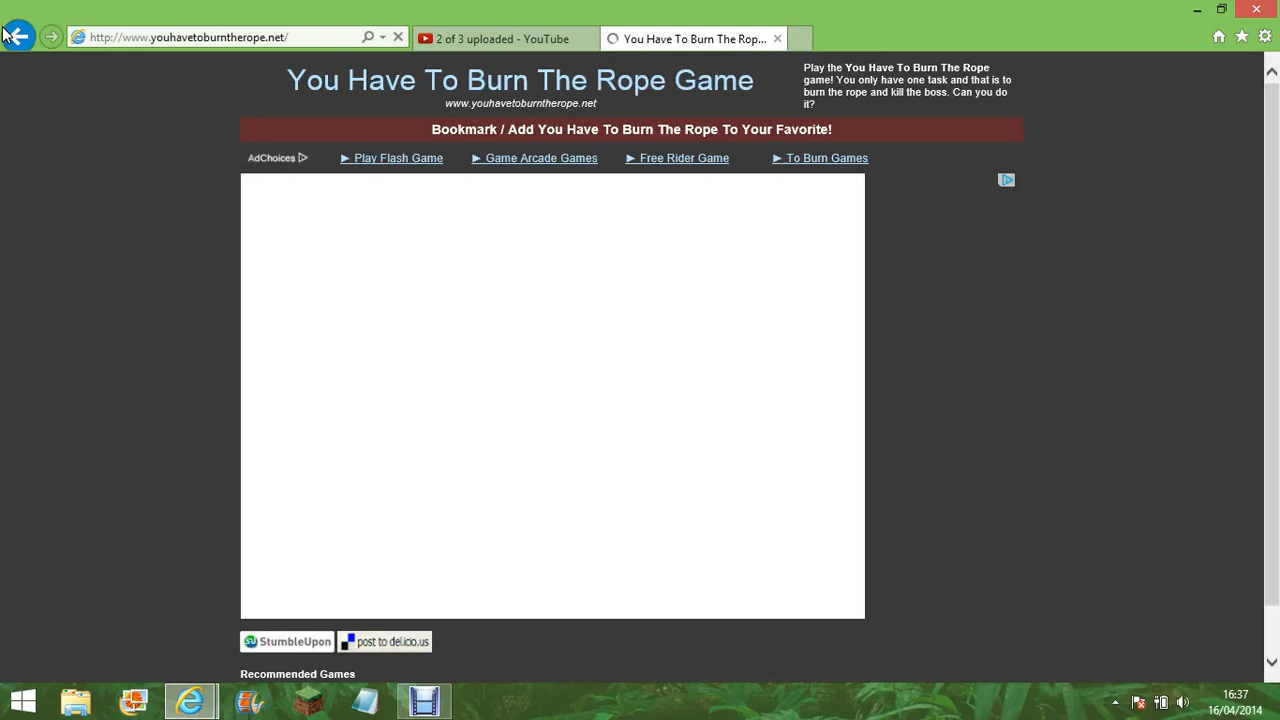 http://www.youhavetoburntherope.net/
2 of 3 uploaded - YouTube
You Have To Burn The Rop...
You Have To Burn The Rope Game
www.youhavetoburntherope.net
Play the You Have To Burn The Rope
game! You only have one task and that is to
burn the rope and kill the boss. Can you do
it?
Bookmark / Add You Have To Burn The Rope To Your Favorite!
AdChoices
► Play Flash Game
► Game Arcade Games
► Free Rider Game
► To Burn Games
StumbleUpon
post to del.icio.us
Recommended Games
16:37
16/04/2014